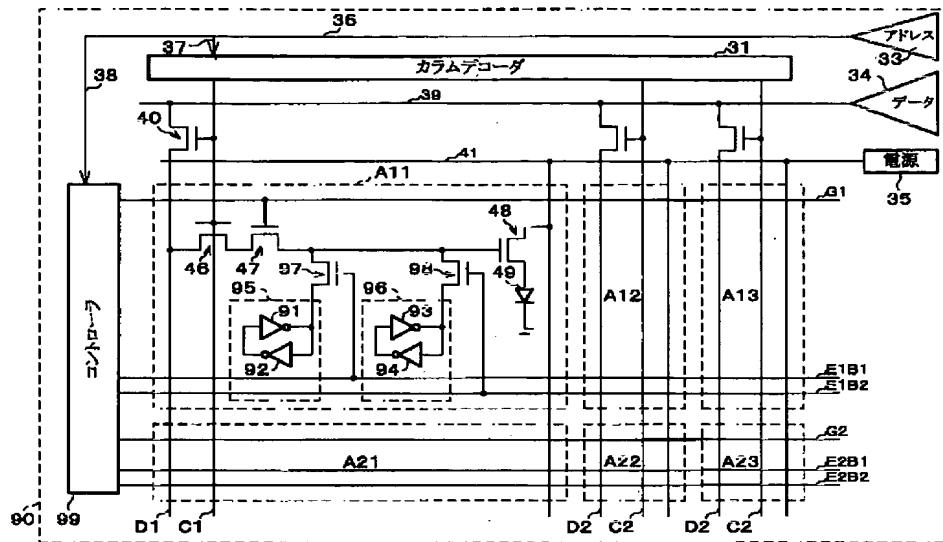 36
アドレス
33
37
31
カラムデコーダ
38
34
データ
39
40
41
電源
35
A11
G1
48
46
47
97
98
49
A12
A13
95
96
91
93
92
94
コントローラ
E1B1
E1B2
G2
A21
A22
A23
E2B1
E2B2
90
99
D1
C1
D2
C2
D2
C2